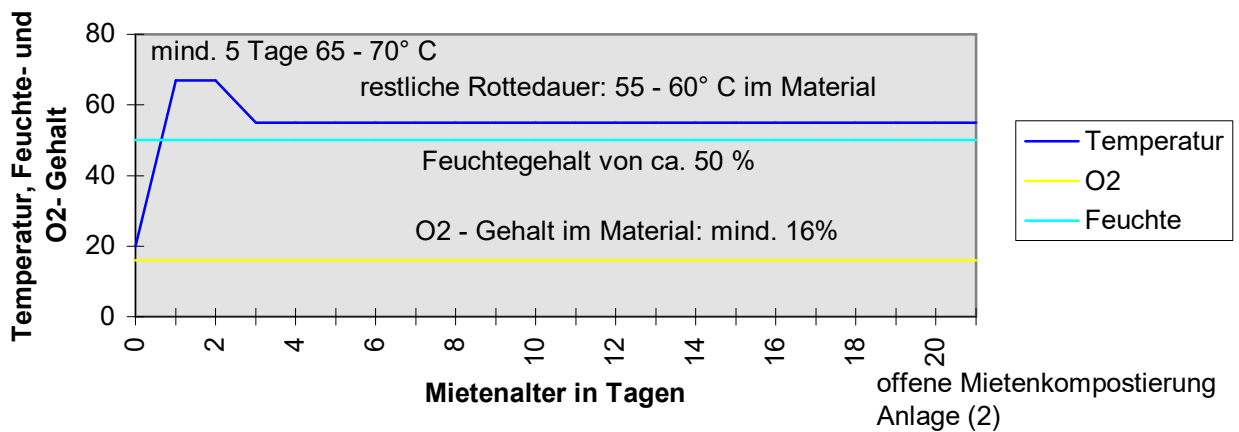 Temperatur, Feuchte- und
O2- Gehalt
80
60
40
20
0
mind. 5 Tage 65 - 70° C
restliche Rottedauer: 55 - 60° C im Material
Feuchtegehalt von ca. 50 %
O2 - Gehalt im Material: mind. 16%
0
2
4
6
8
10
12
14
16
18
20
Mietenalter in Tagen
Temperatur
O2
Feuchte
offene Mietenkompostierung
Anlage (2)